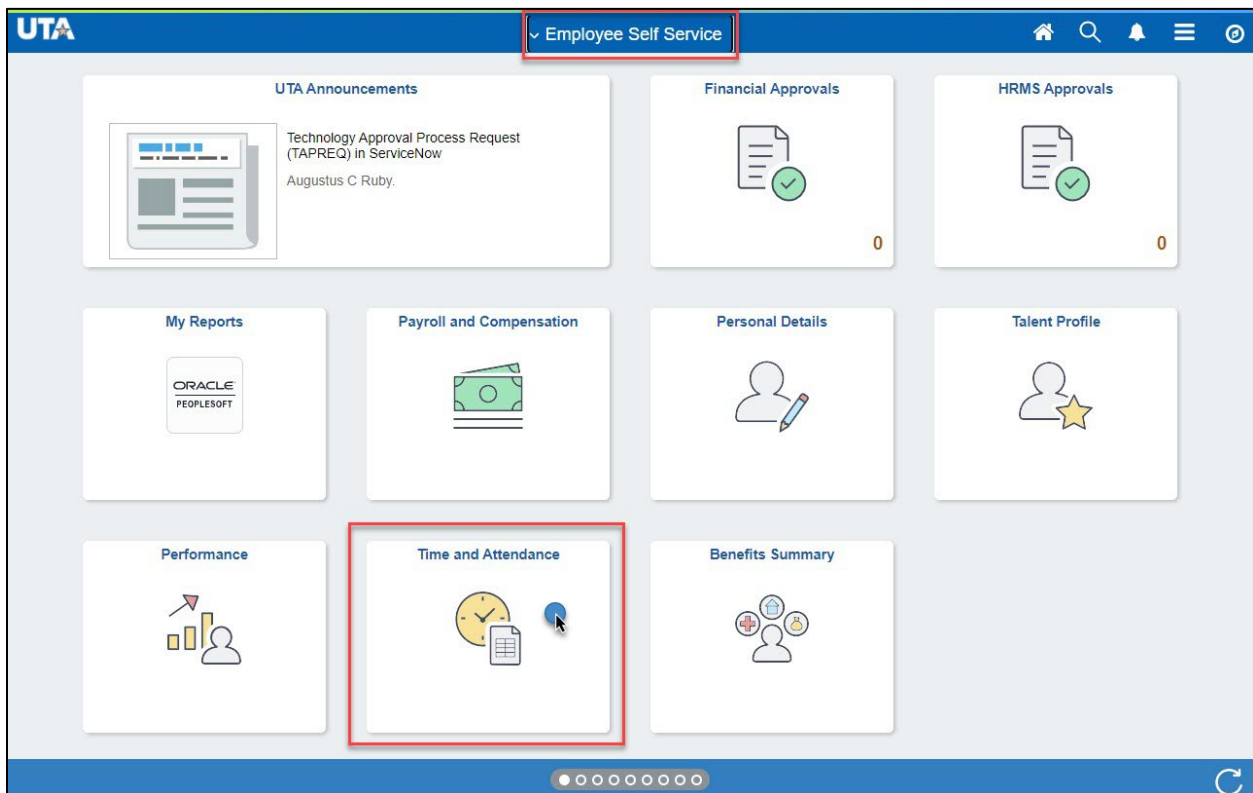 UTA
Employee Self Service
UTA Announcements
Technology Approval Process Request
(TAPREQ) in ServiceNow
Augustus C Ruby.
Financial Approvals
0
HRMS Approvals
0
My Reports
ORACLE
PEOPLESOFT
Payroll and Compensation
Personal Details
Talent Profile
Performance
Time and Attendance
Benefits Summary